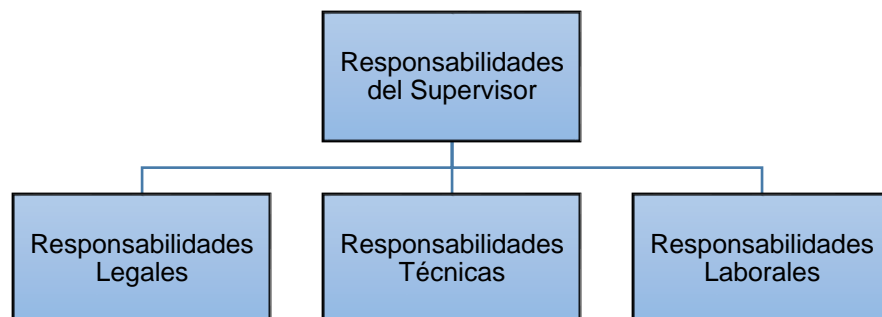 Responsabilidades
del Supervisor
Responsabilidades
Legales
Responsabilidades
Técnicas
Responsabilidades
Laborales